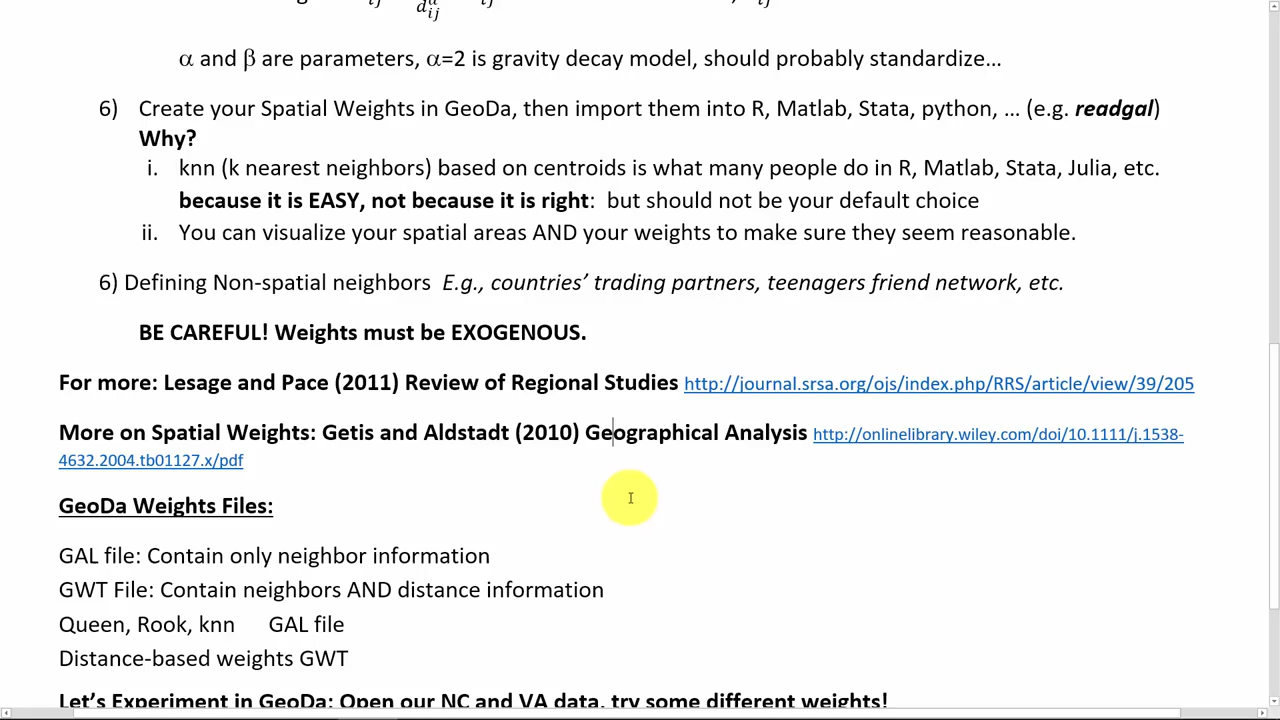 α and β are parameters, α=2 is gravity decay model, should probably standardize…
6) Create your Spatial Weights in GeoDa, then import them into R, Matlab, Stata, python, … (e.g. readgal)
Why?
i. knn (k nearest neighbors) based on centroids is what many people do in R, Matlab, Stata, Julia, etc.
because it is EASY, not because it is right: but should not be your default choice
ii. You can visualize your spatial areas AND your weights to make sure they seem reasonable.
6) Defining Non-spatial neighbors E.g., countries’ trading partners, teenagers friend network, etc.
BE CAREFUL! Weights must be EXOGENOUS.
For more: Lesage and Pace (2011) Review of Regional Studies http://journal.srsa.org/ojs/index.php/RRS/article/view/39/205
More on Spatial Weights: Getis and Aldstadt (2010) Geographical Analysis http://onlinelibrary.wiley.com/doi/10.1111/j.1538-
4632.2004.tb01127.x/pdf
GeoDa Weights Files:
GAL file: Contain only neighbor information
GWT File: Contain neighbors AND distance information
Queen, Rook, knn GAL file
Distance-based weights GWT
Let’s Experiment in GeoDa: Open our NC and VA data, try some different weights!